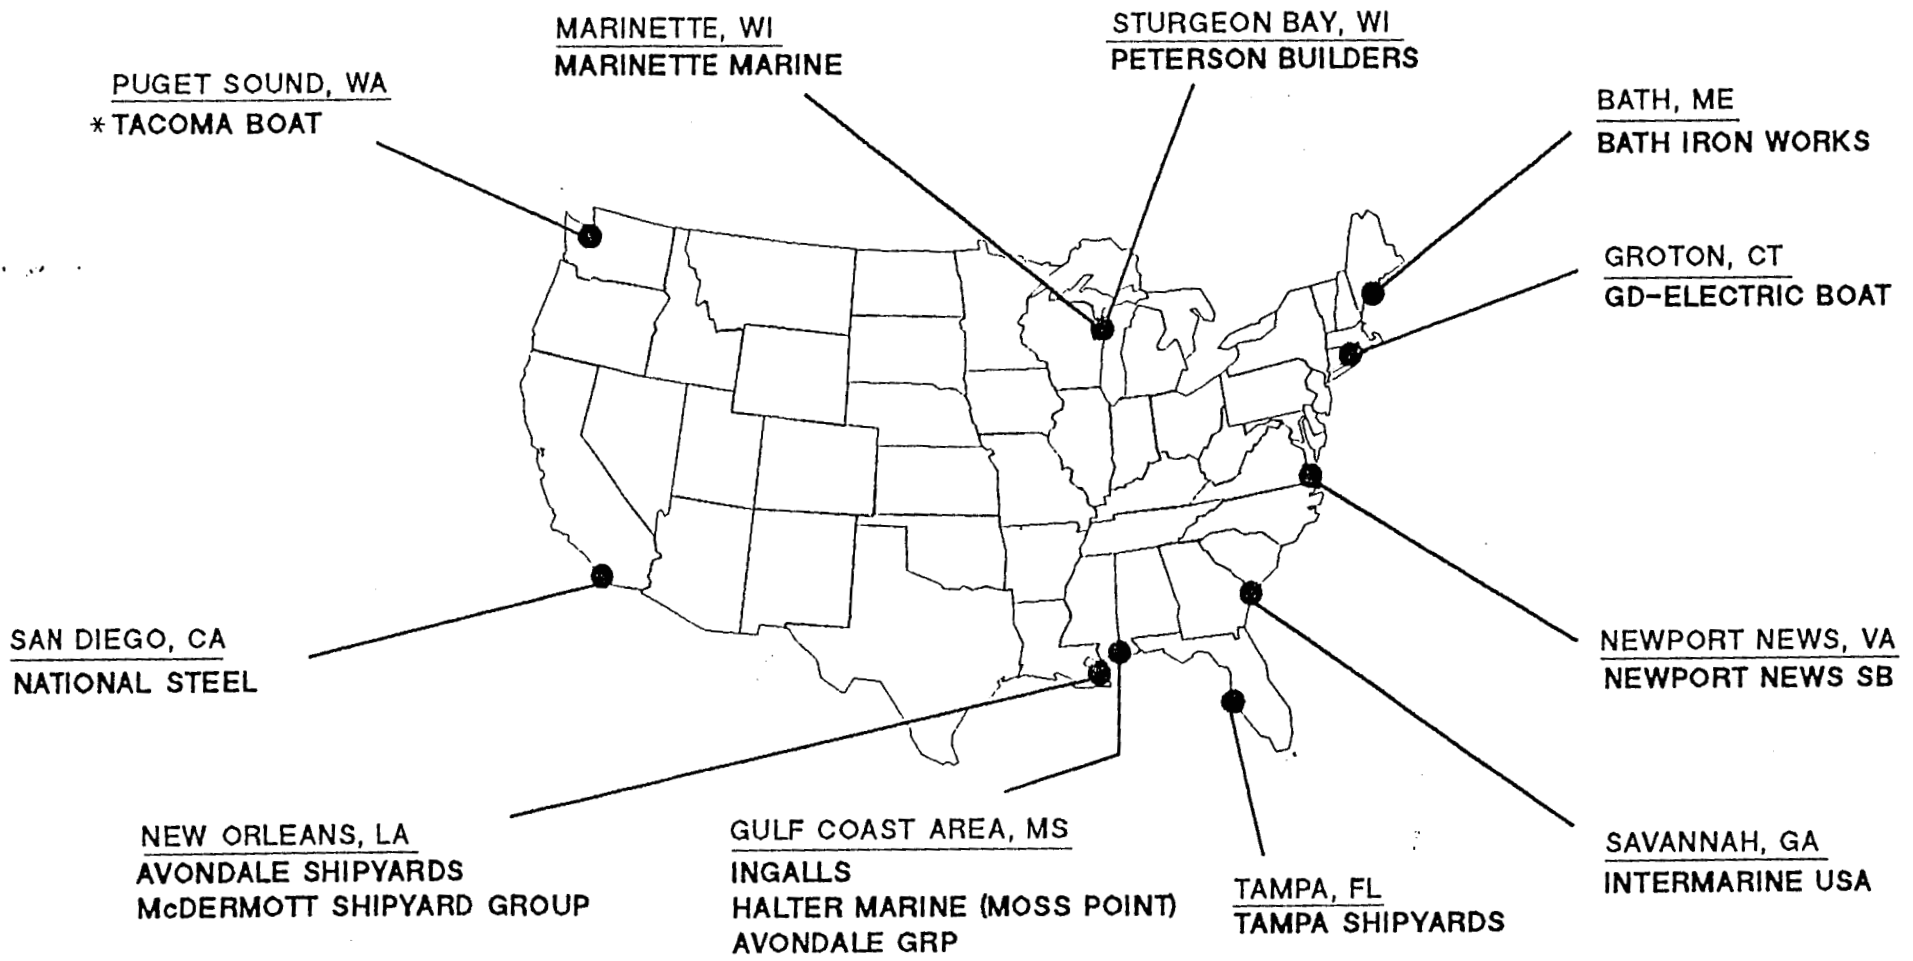 MARINETTE, WI
MARINETTE MARINE
STURGEON BAY, WI
PETERSON BUILDERS
PUGET SOUND, WA
* TACOMA BOAT
BATH, ME
BATH IRON WORKS
GROTON, CT
GD-ELECTRIC BOAT
SAN DIEGO, CA
NATIONAL STEEL
NEWPORT NEWS, VA
NEWPORT NEWS SB
NEW ORLEANS, LA
AVONDALE SHIPYARDS
McDERMOTT SHIPYARD GROUP
GULF COAST AREA, MS
INGALLS
HALTER MARINE (MOSS POINT)
AVONDALE GRP
TAMPA, FL
TAMPA SHIPYARDS
SAVANNAH, GA
INTERMARINE USA